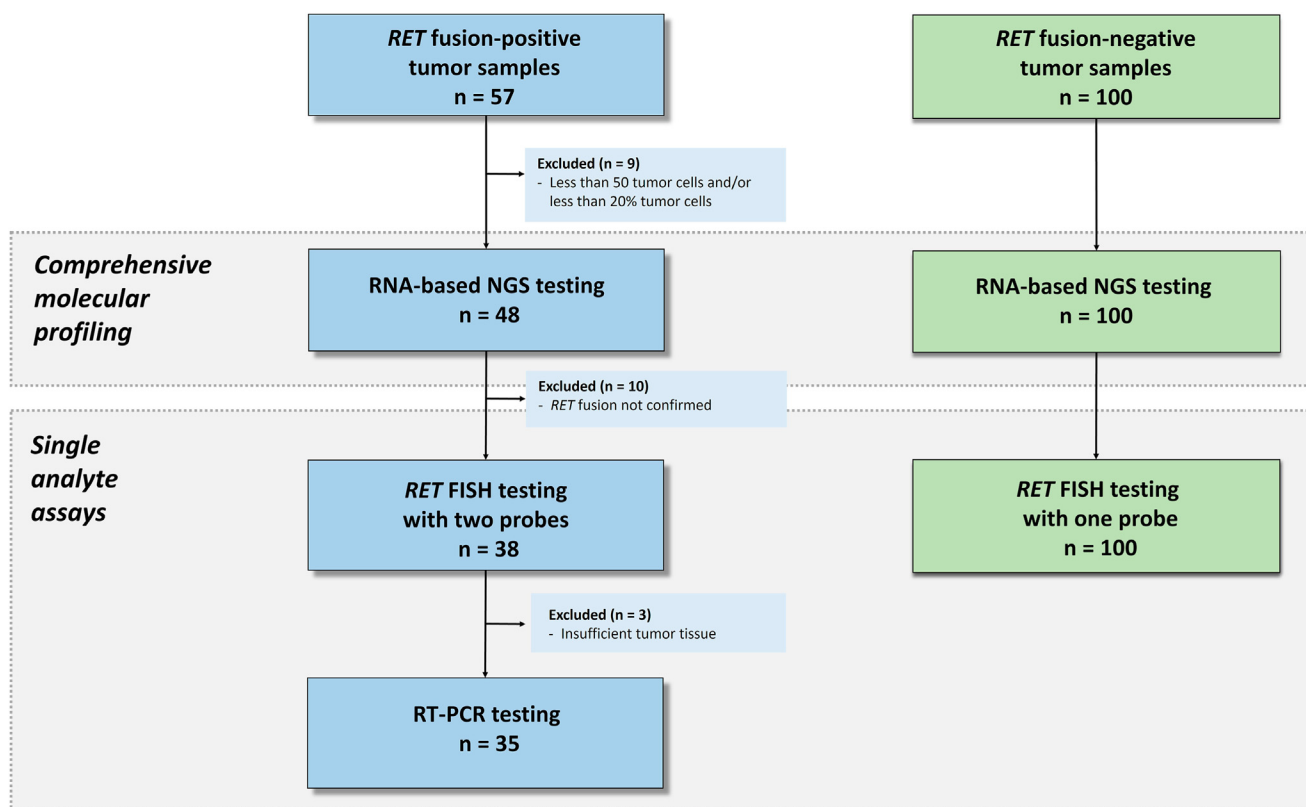 RET fusion-positive
tumor samples
n = 57
RET fusion-negative
tumor samples
n = 100
Excluded (n = 9)
- Less than 50 tumor cells and/or
less than 20% tumor cells
Comprehensive
molecular
profiling
RNA-based NGS testing
n = 48
RNA-based NGS testing
n = 100
Excluded (n = 10)
- RET fusion not confirmed
Single
analyte
assays
RET FISH testing
with two probes
n = 38
RET FISH testing
with one probe
n = 100
Excluded (n = 3)
- Insufficient tumor tissue
RT-PCR testing
n = 35